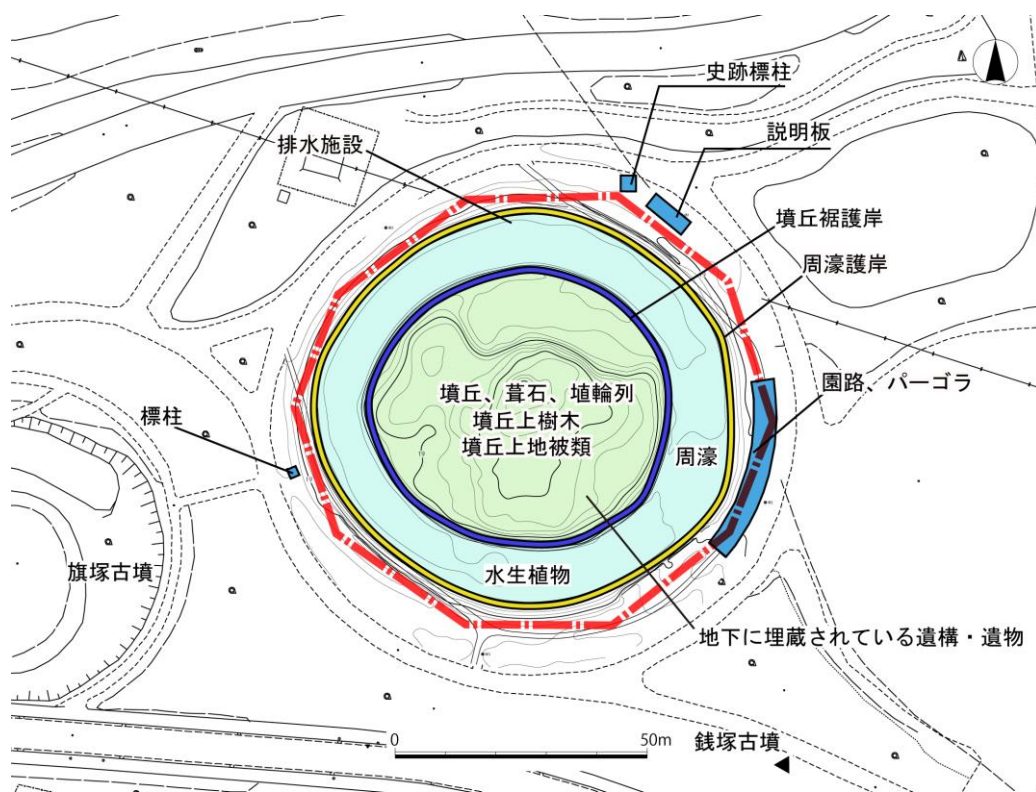 史跡標柱
説明板
排水施設
墳丘裾護岸
周濠護岸
園路、パーゴラ
墳丘、葺石、埴輪列
墳丘上樹木
墳丘上地被類
標柱
周濠
旗塚古墳
水生植物
地下に埋蔵されている遺構・遺物
0
50m
銭塚古墳